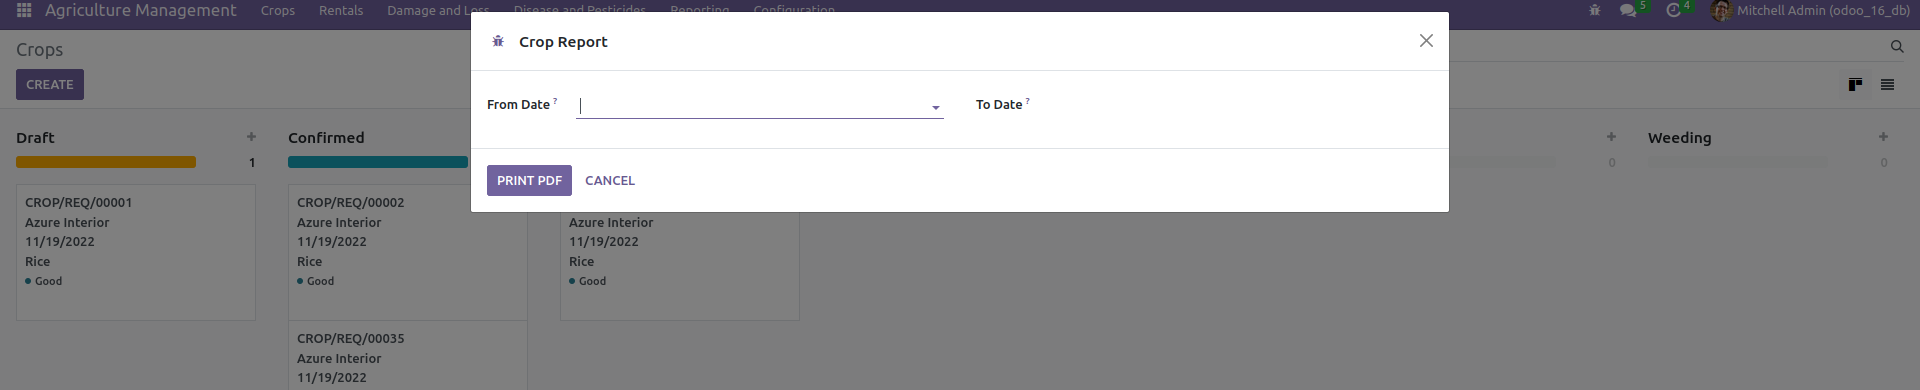 Agriculture Management Crops Rentals Damage and Loss Disease and Pesticides Reporting Configuration 5 4 Mitchell Admin (odoo_16_db)
Crops
CREATE
Crop Report
From Date ?
To Date ?
PRINT PDF CANCEL
Draft
1
Confirmed
0
Weeding
0
CROP/REQ/00001
Azure Interior
11/19/2022
Rice
Good
CROP/REQ/00002
Azure Interior
11/19/2022
Rice
Good
CROP/REQ/00035
Azure Interior
11/19/2022
Azure Interior
11/19/2022
Rice
Good